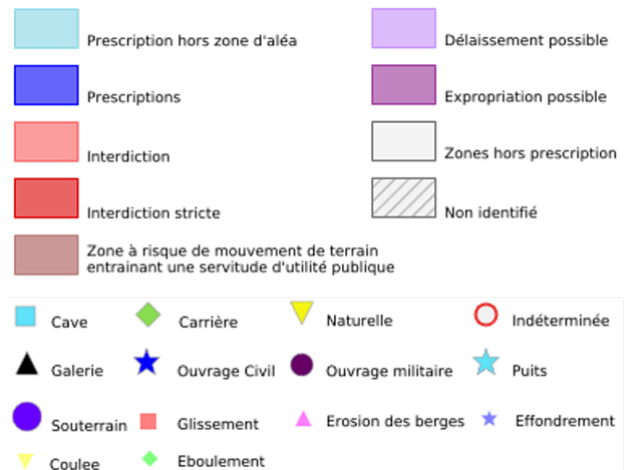 Prescription hors zone d'aléa
Délaissement possible
Prescriptions
Expropriation possible
Interdiction
Zones hors prescription
Interdiction stricte
Non identifié
Zone à risque de mouvement de terrain
entrainant une servitude d'utilité publique
Cave
Carrière
Naturelle
Indéterminée
Galerie
Ouvrage Civil
Ouvrage militaire
Puits
Souterrain
Glissement
Erosion des berges
Effondrement
Coulee
Eboulement